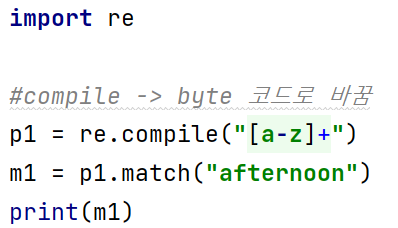 import re
#compile -> byte 코드로 바꿈
p1 = re.compile("[a-z]+")
m1 = p1.match("afternoon")
print(m1)